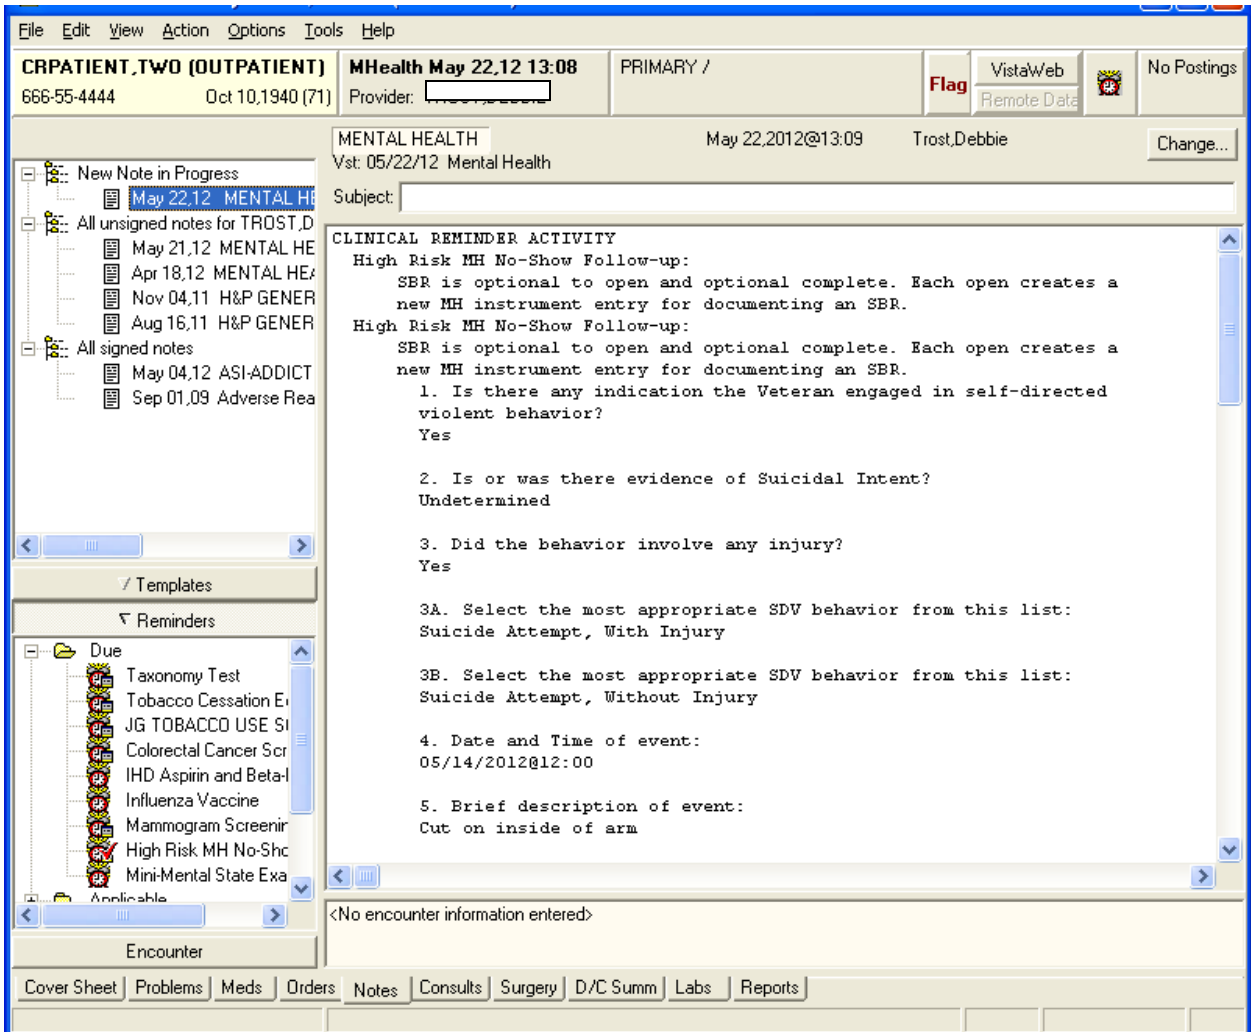 File Edit View Action Options Tools Help
CRPATIENT,TWO (OUTPATIENT)
666-55-4444 Oct 10,1940 (71)
MHealth May 22,12 13:08
Provider:
PRIMARY /
Flag
VistaWeb
Remote Data
No Postings
MENTAL HEALTH May 22,2012@13:09 Trost,Debbie
Change...
Vst: 05/22/12 Mental Health
Subject:
New Note in Progress
May 22,12 MENTAL HE
All unsigned notes for TROST,D
May 21,12 MENTAL HE
Apr 18,12 MENTAL HEA
Nov 04,11 H&P GENER
Aug 16,11 H&P GENER
All signed notes
May 04,12 ASI-ADDICT
Sep 01,09 Adverse Rea
Templates
Reminders
Due
Taxonomy Test
Tobacco Cessation E
JG TOBACCO USE S
Colorectal Cancer Scr
IHD Aspirin and Beta-
Influenza Vaccine
Mammogram Screenin
High Risk MH No-Sho
Mini-Mental State Exa
Applicable
Encounter
CLINICAL REMINDER ACTIVITY
High Risk MH No-Show Follow-up:
SBR is optional to open and optional complete. Each open creates a
new MH instrument entry for documenting an SBR.
High Risk MH No-Show Follow-up:
SBR is optional to open and optional complete. Each open creates a
new MH instrument entry for documenting an SBR.
1. Is there any indication the Veteran engaged in self-directed
violent behavior?
Yes
2. Is or was there evidence of Suicidal Intent?
Undetermined
3. Did the behavior involve any injury?
Yes
3A. Select the most appropriate SDV behavior from this list:
Suicide Attempt, With Injury
3B. Select the most appropriate SDV behavior from this list:
Suicide Attempt, Without Injury
4. Date and Time of event:
05/14/2012@12:00
5. Brief description of event:
Cut on inside of arm
<No encounter information entered>
Cover Sheet Problems Meds Orders Notes Consults Surgery D/C Summ Labs Reports